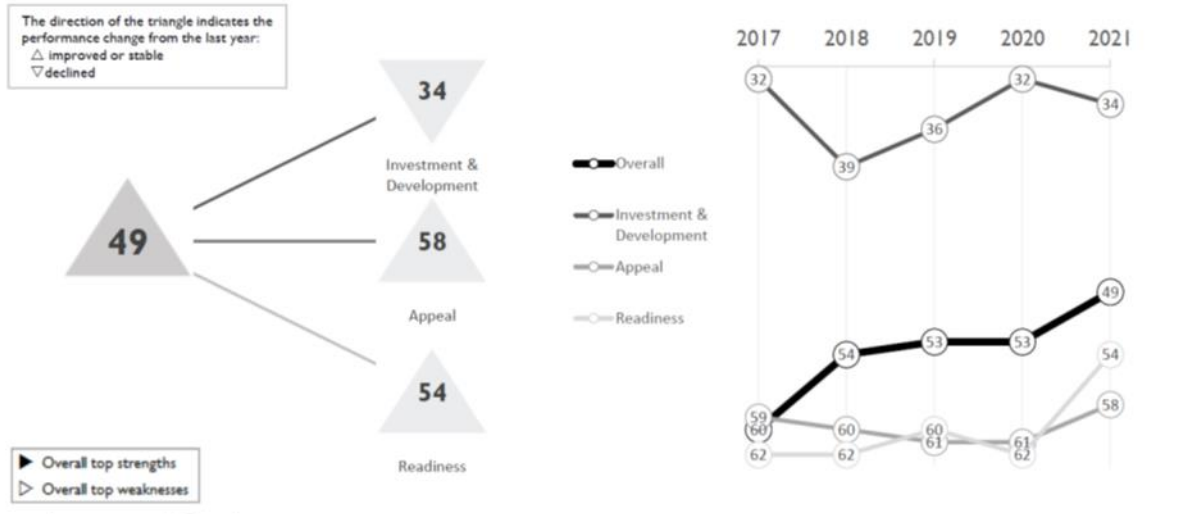 The direction of the triangle indicates the
performance change from the last year:
△ improved or stable
▽ declined
49
34
Investment &
Development
58
Appeal
54
Readiness
▶ Overall top strengths
▷ Overall top weaknesses
Overall
Investment &
Development
Appeal
Readiness
2017 2018 2019 2020 2021
32 39 36 32 34
60 54 53 53 49
59 60 61 61 58
62 62 60 62 54